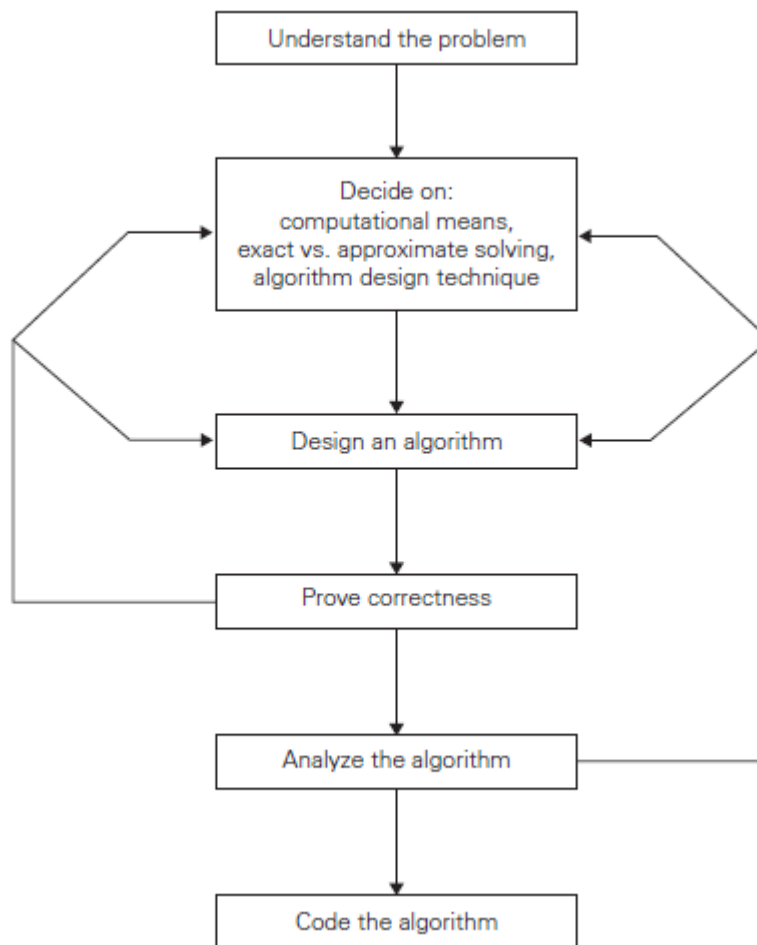 Understand the problem
Decide on:
computational means,
exact vs. approximate solving,
algorithm design technique
Design an algorithm
Prove correctness
Analyze the algorithm
Code the algorithm